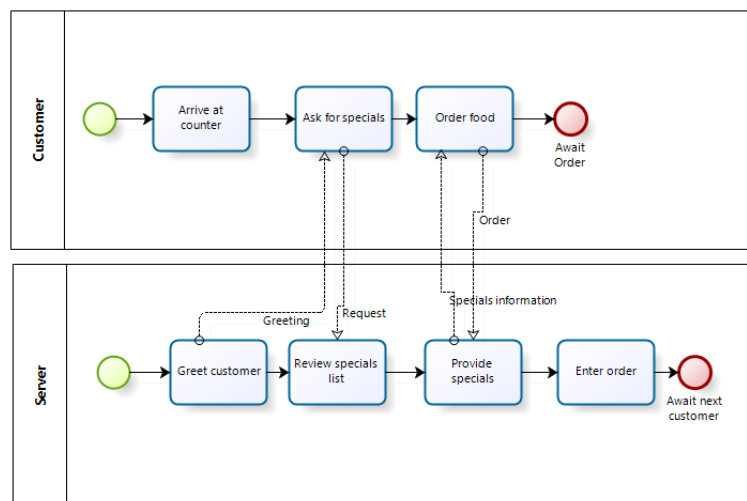 Customer
Arrive at
counter
Ask for specials
Order food
Await
Order
Order
Greeting
Request
Specials information
Server
Greet customer
Review specials
list
Provide
specials
Enter order
Await next
customer